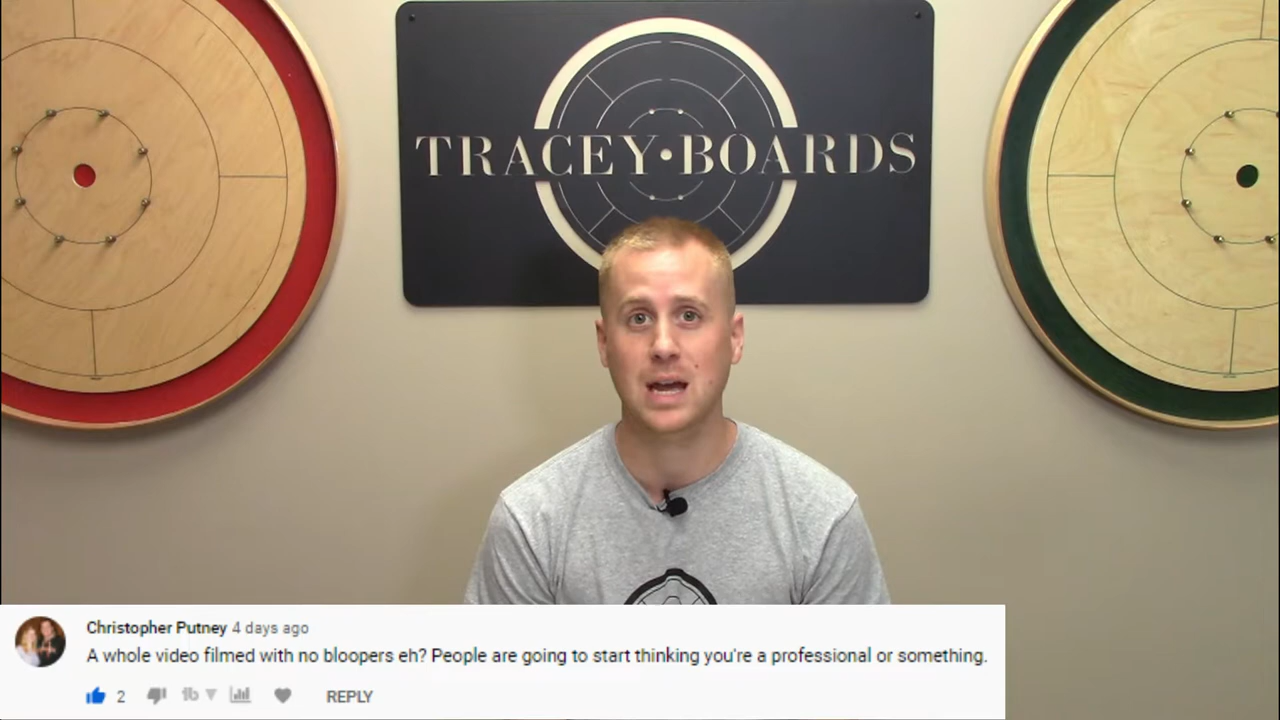 TRACEY•BOARDS
Christopher Putney 4 days ago
A whole video filmed with no bloopers eh? People are going to start thinking you're a professional or something.
2 REPLY